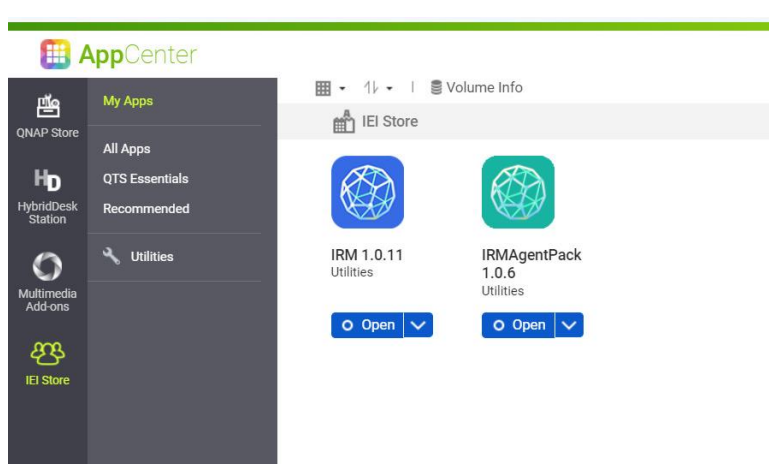 AppCenter
QNAP Store
HybridDesk
Station
Multimedia
Add-ons
IEI Store
My Apps
All Apps
QTS Essentials
Recommended
Utilities
Volume Info
IEI Store
IRM 1.0.11
Utilities
Open
IRMAgentPack
1.0.6
Utilities
Open